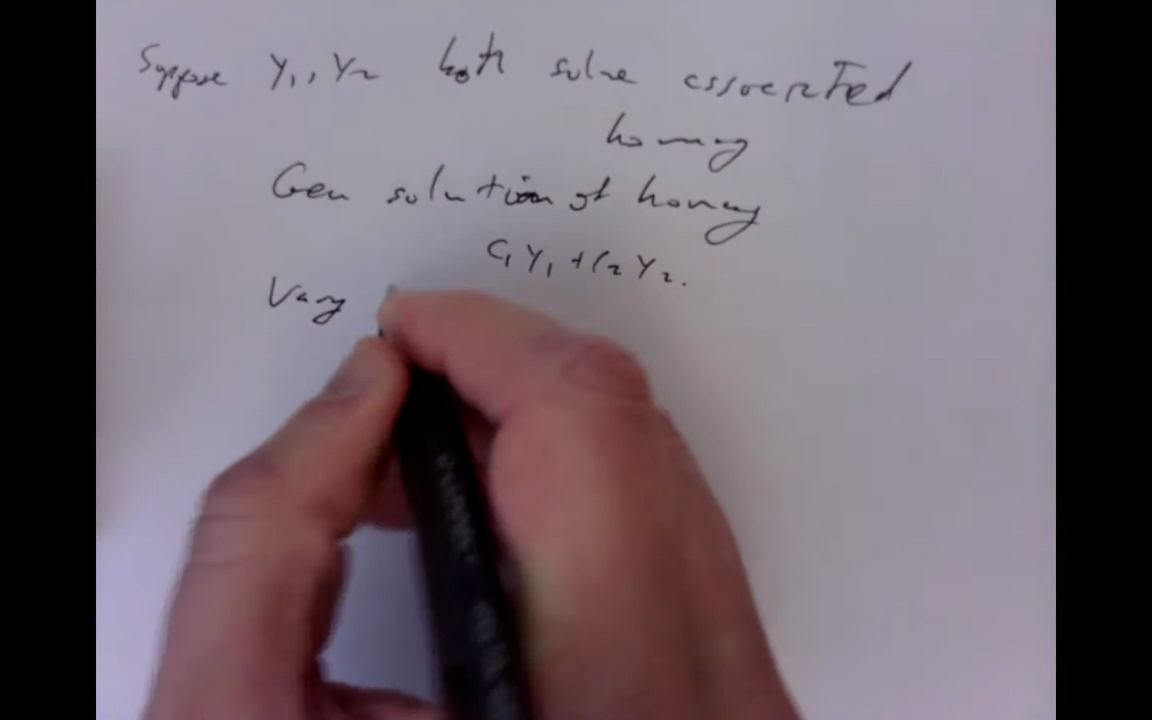 Suppose Y₁, Y₂ both solve associated
homog
Gen solution of homog
C₁Y₁ + C₂Y₂.
Vary